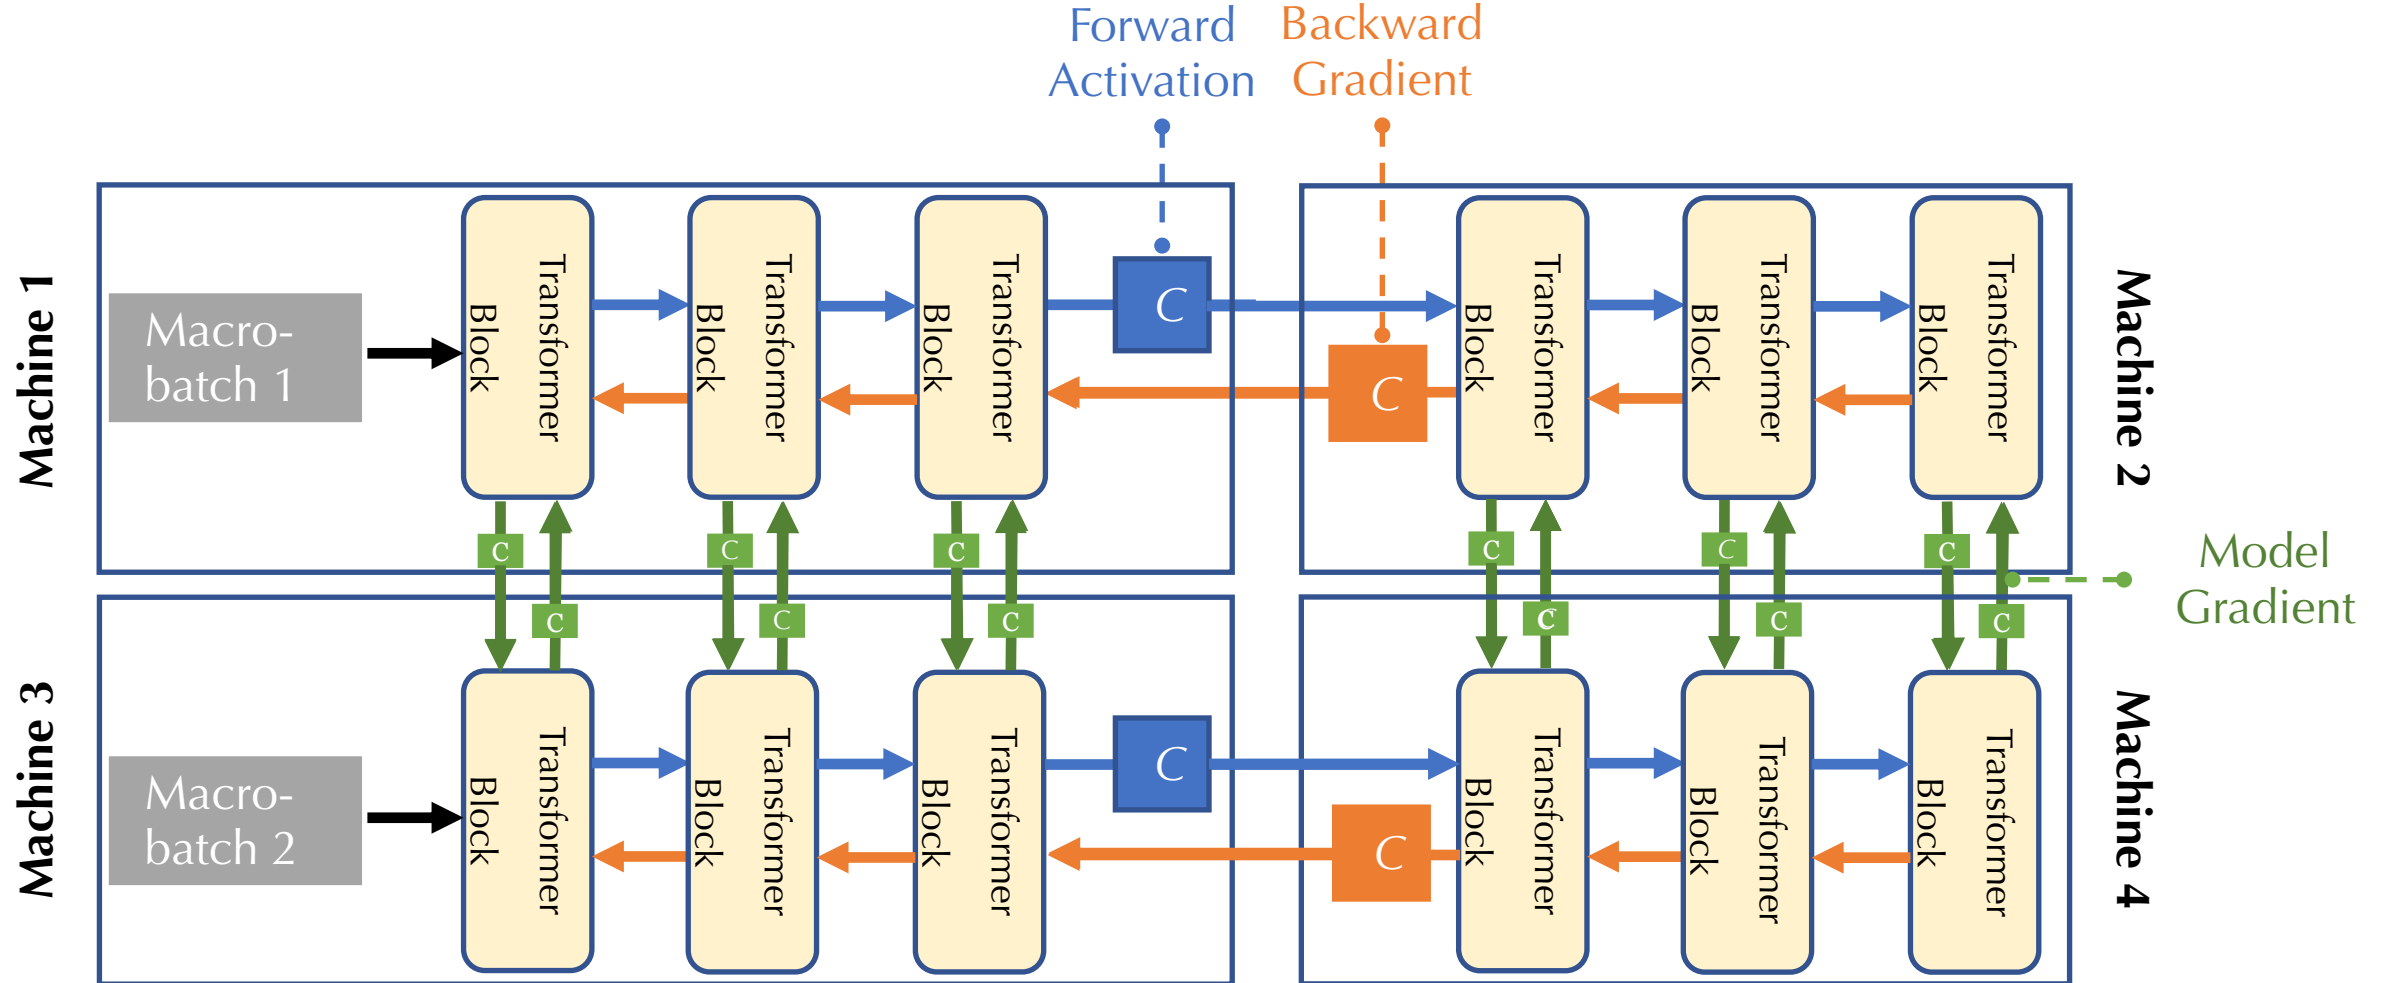 Forward
Activation
Backward
Gradient
Machine 1
Macro-
batch 1
Transformer
Block
Transformer
Block
Transformer
Block
C
C
Transformer
Block
Transformer
Block
Transformer
Block
Machine 2
C
C
C
C
C
C
C
C
C
C
C
C
Model
Gradient
Machine 3
Macro-
batch 2
Transformer
Block
Transformer
Block
Transformer
Block
C
C
Transformer
Block
Transformer
Block
Transformer
Block
Machine 4